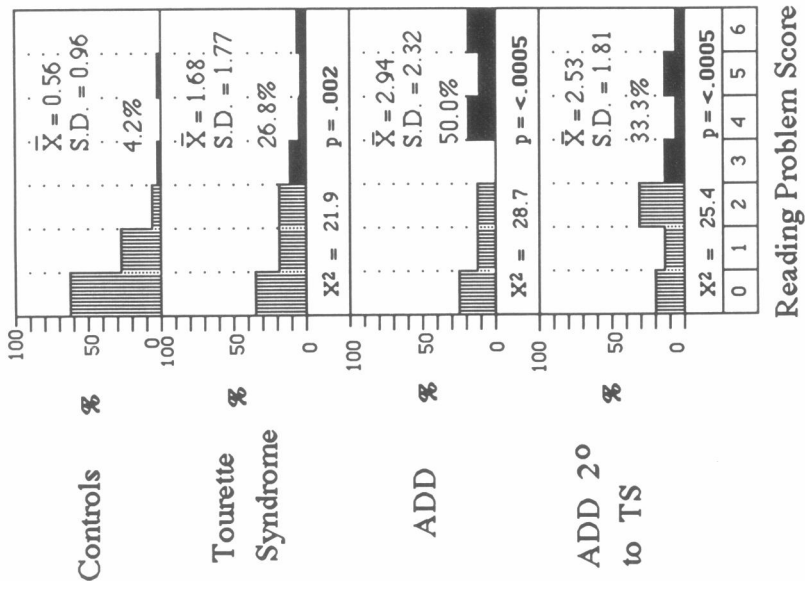 Controls
%
100
50
0
X̄ = 0.56
S.D. = 0.96
4.2%
Tourette
Syndrome
%
100
50
0
X̄ = 1.68
S.D. = 1.77
26.8%
X² = 21.9 p = .002
ADD
%
100
50
0
X̄ = 2.94
S.D. = 2.32
50.0%
X² = 28.7 p = <.0005
ADD 2º
to TS
%
100
50
0
X̄ = 2.53
S.D. = 1.81
33.3%
X² = 25.4 p = <.0005
0 1 2 3 4 5 6
Reading Problem Score